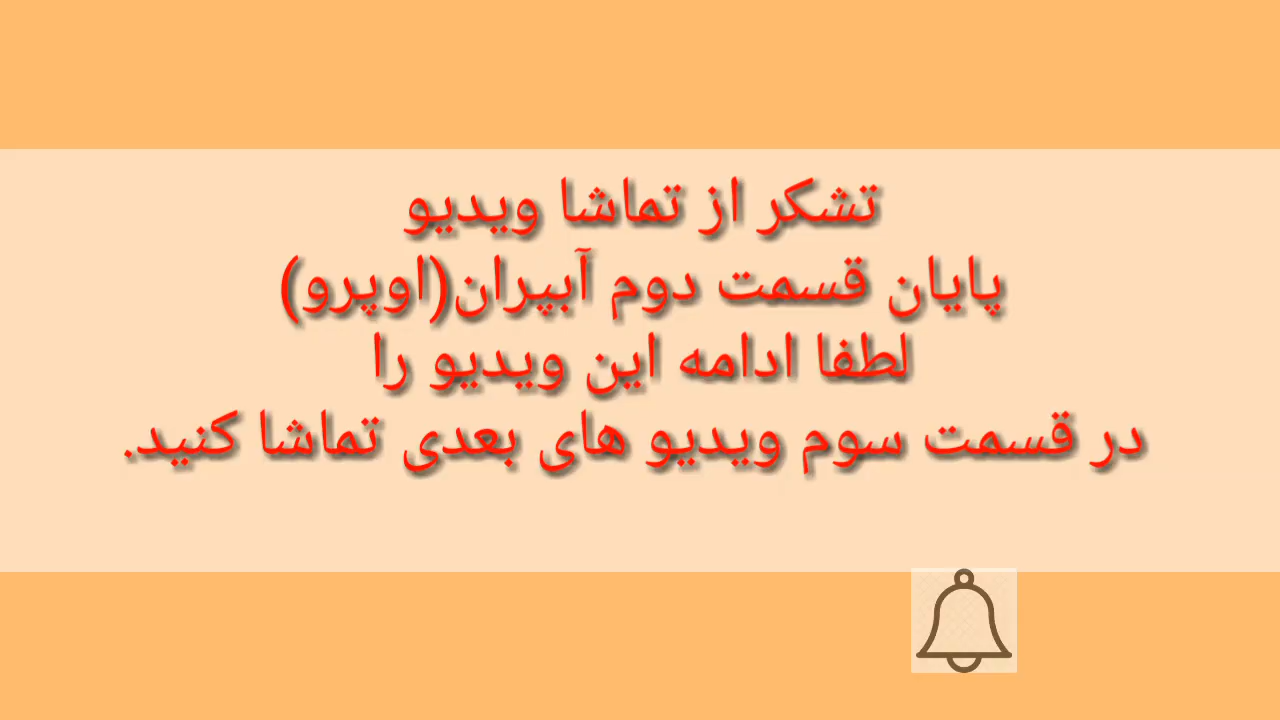 تشکر از تماشا ویدیو
پایان قسمت دوم آبیران(اوپرو)
لطفا ادامه این ویدیو را
در قسمت سوم ویدیو های بعدی تماشا کنید.